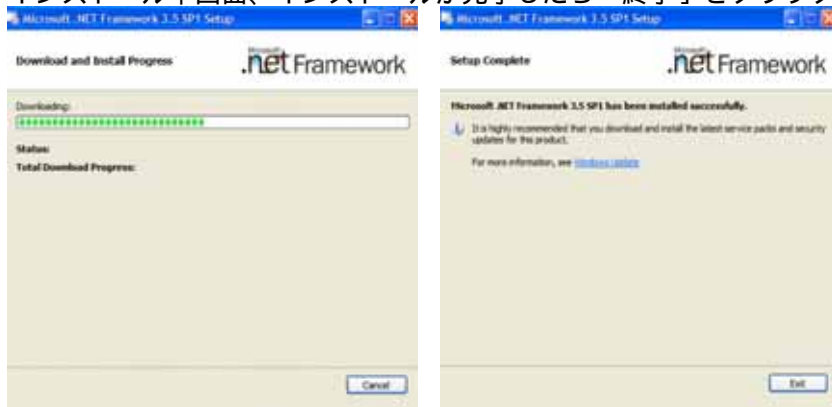 インストール中画面、インストールが完了したら「終了」をクリック
Microsoft .NET Framework 3.5 SP1 Setup
Download and Install Progress
Microsoft
.net Framework
Downloading:
Status:
Total Download Progress:
Cancel
Microsoft .NET Framework 3.5 SP1 Setup
Setup Complete
Microsoft
.net Framework
Microsoft .NET Framework 3.5 SP1 has been installed successfully.
It is highly recommended that you download and install the latest service packs and security
updates for this product.
For more information, see Windows Update
Exit